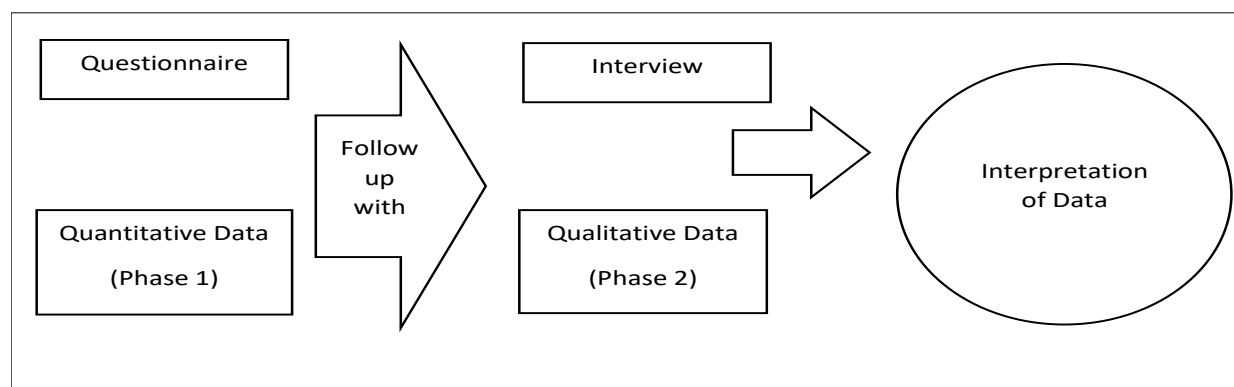 Questionnaire
Quantitative Data
(Phase 1)
Follow
up
with
Interview
Qualitative Data
(Phase 2)
Interpretation
of Data